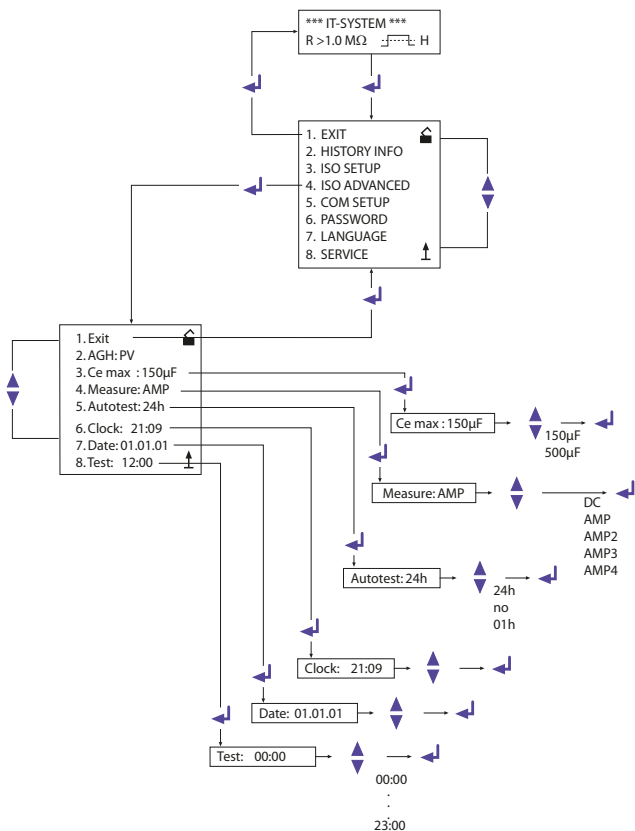 *** IT-SYSTEM ***
R >1.0 MΩ H
1. EXIT
2. HISTORY INFO
3. ISO SETUP
4. ISO ADVANCED
5. COM SETUP
6. PASSWORD
7. LANGUAGE
8. SERVICE
1. Exit
2. AGH: PV
3. Ce max : 150µF
4. Measure: AMP
5. Autotest: 24h
6. Clock: 21:09
7. Date: 01.01.01
8. Test: 12:00
Ce max : 150µF
150µF
500µF
Measure: AMP
DC
AMP
AMP2
AMP3
AMP4
Autotest: 24h
24h
no
01h
Clock: 21:09
Date: 01.01.01
Test: 00:00
00:00
.
.
23:00